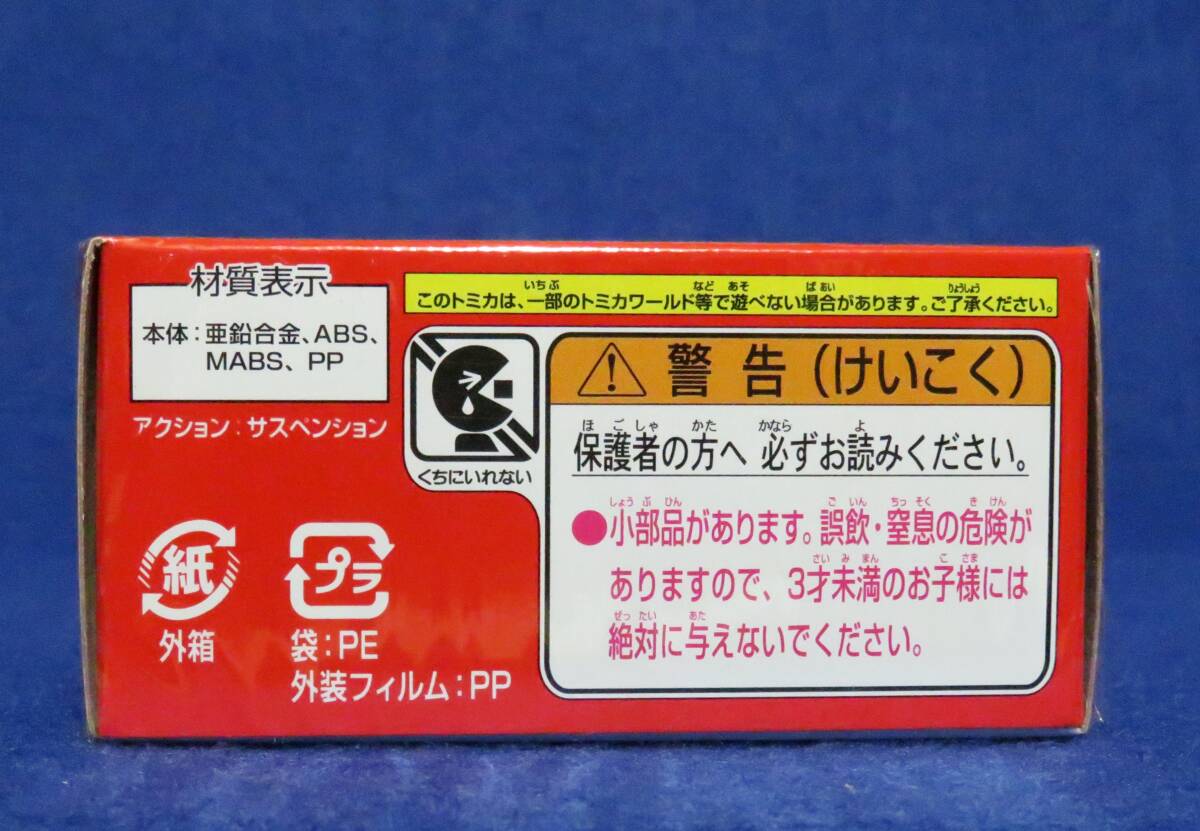 材質表示
本体：亜鉛合金、ABS、
MABS、PP
アクション：サスペンション
紙
外箱
プラ
袋：PE
外装フィルム：PP
いちぶ など あそ ばあい りょうしょう
このトミカは、一部のトミカワールド等で遊べない場合があります。ご了承ください。
くちにいれない
警告（けいこく）
ほごしゃ かた かなら よ
保護者の方へ 必ずお読みください。
しょうぶひん ごいん ちっそく きけん
●小部品があります。誤飲・窒息の危険が
さいみまん こさま
ありますので、3才未満のお子様には
ぜったい あた
絶対に与えないでください。